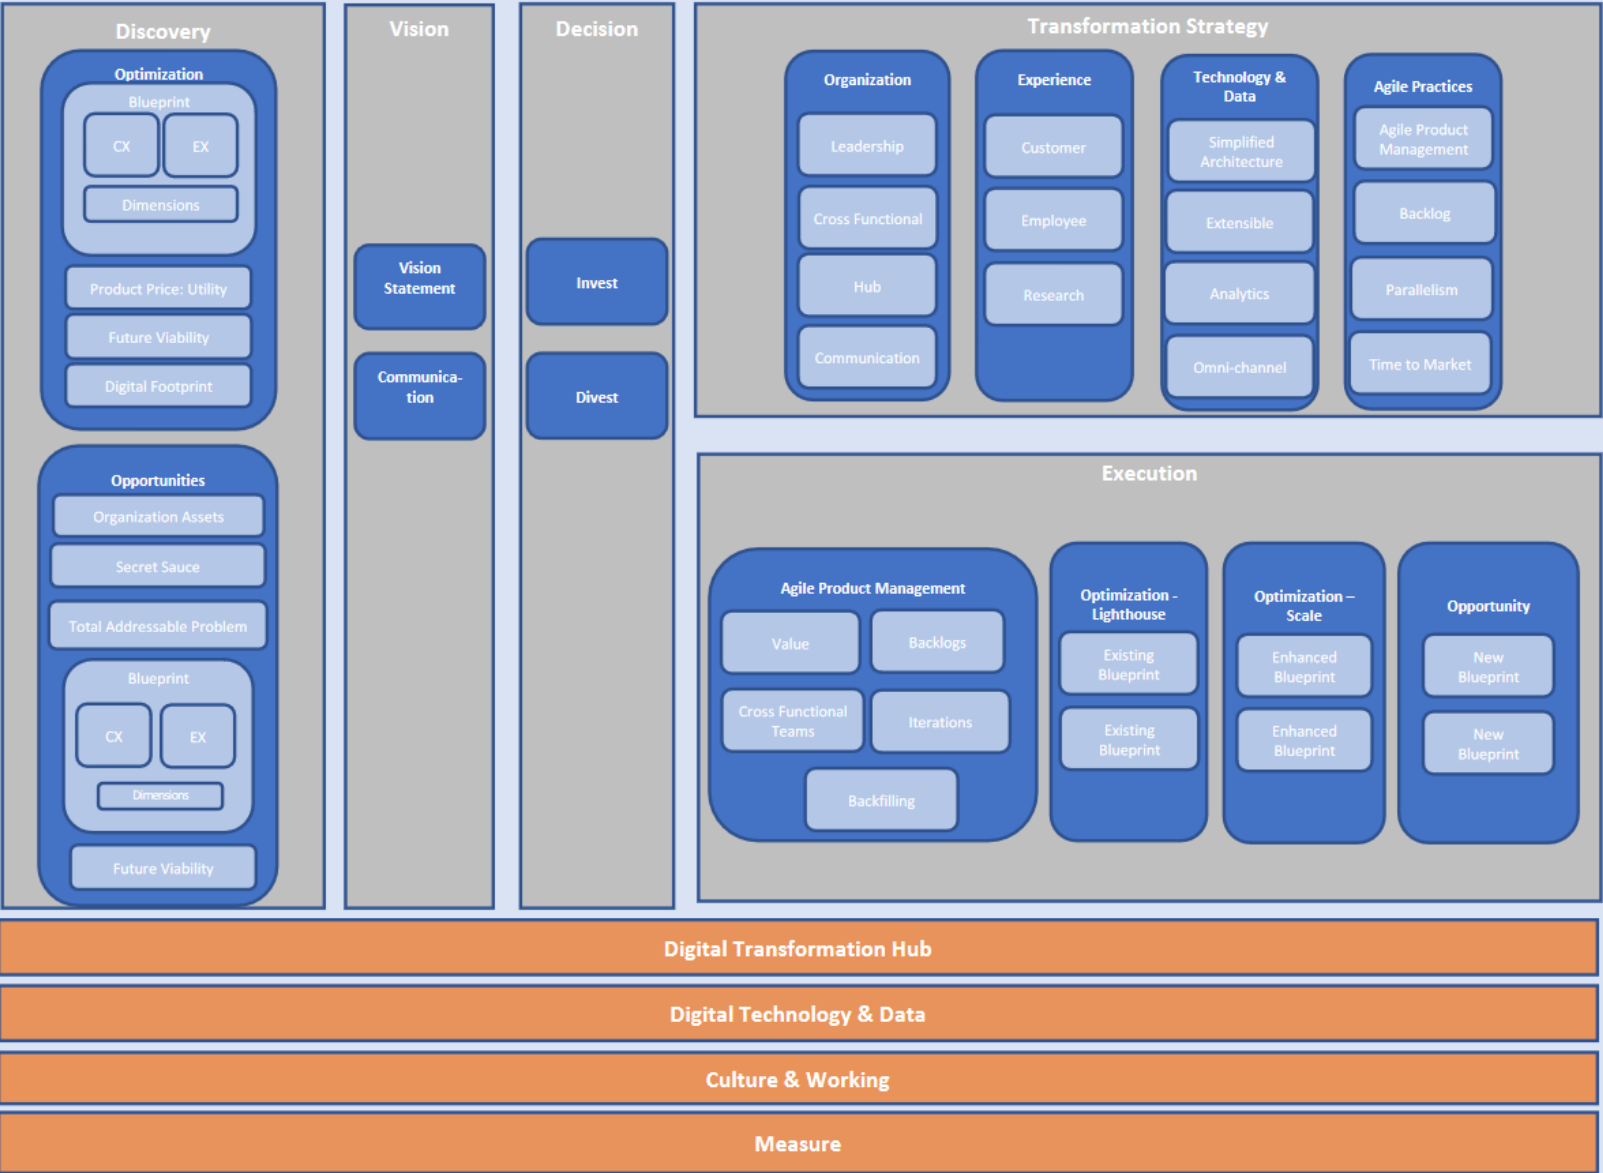 Discovery
Optimization
Blueprint
CX
EX
Dimensions
Product Price: Utility
Future Viability
Digital Footprint
Opportunities
Organization Assets
Secret Sauce
Total Addressable Problem
Blueprint
CX
EX
Dimensions
Future Viability
Vision
Vision
Statement
Communica-
tion
Decision
Invest
Divest
Transformation Strategy
Organization
Leadership
Cross Functional
Hub
Communication
Experience
Customer
Employee
Research
Technology &
Data
Simplified
Architecture
Extensible
Analytics
Omni-channel
Agile Practices
Agile Product
Management
Backlog
Parallelism
Time to Market
Execution
Agile Product Management
Value
Backlogs
Cross Functional
Teams
Iterations
Backfilling
Optimization -
Lighthouse
Existing
Blueprint
Existing
Blueprint
Optimization –
Scale
Enhanced
Blueprint
Enhanced
Blueprint
Opportunity
New
Blueprint
New
Blueprint
Digital Transformation Hub
Digital Technology & Data
Culture & Working
Measure